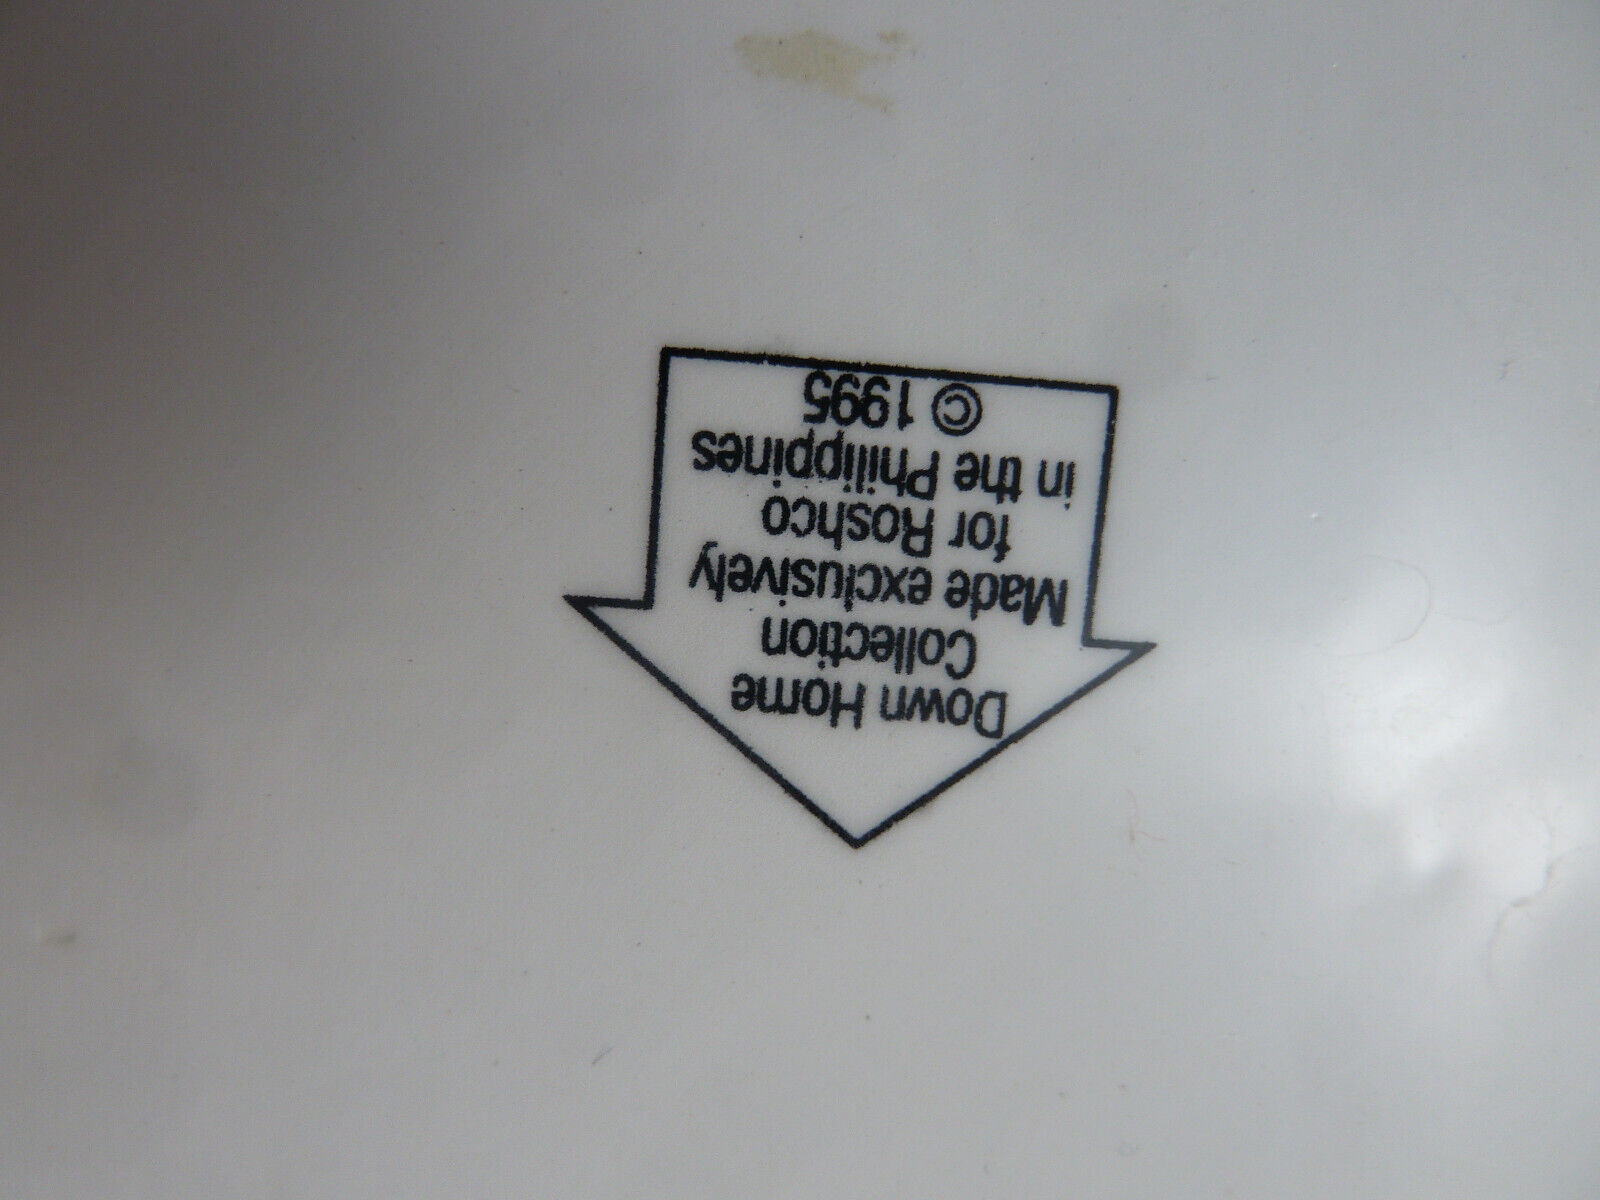 Down Home
Collection
Made exclusively
for Roshco
in the Philippines
© 1995